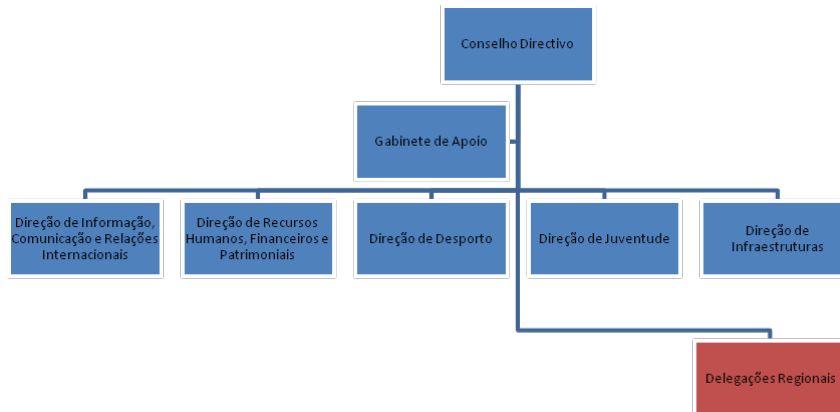 Conselho Directivo
Gabinete de Apoio
Direção de Informação,
Comunicação e Relações
Internacionais
Direção de Recursos
Humanos, Financeiros e
Patrimoniais
Direção de Desporto
Direção de Juventude
Direção de
Infraestruturas
Delegações Regionais